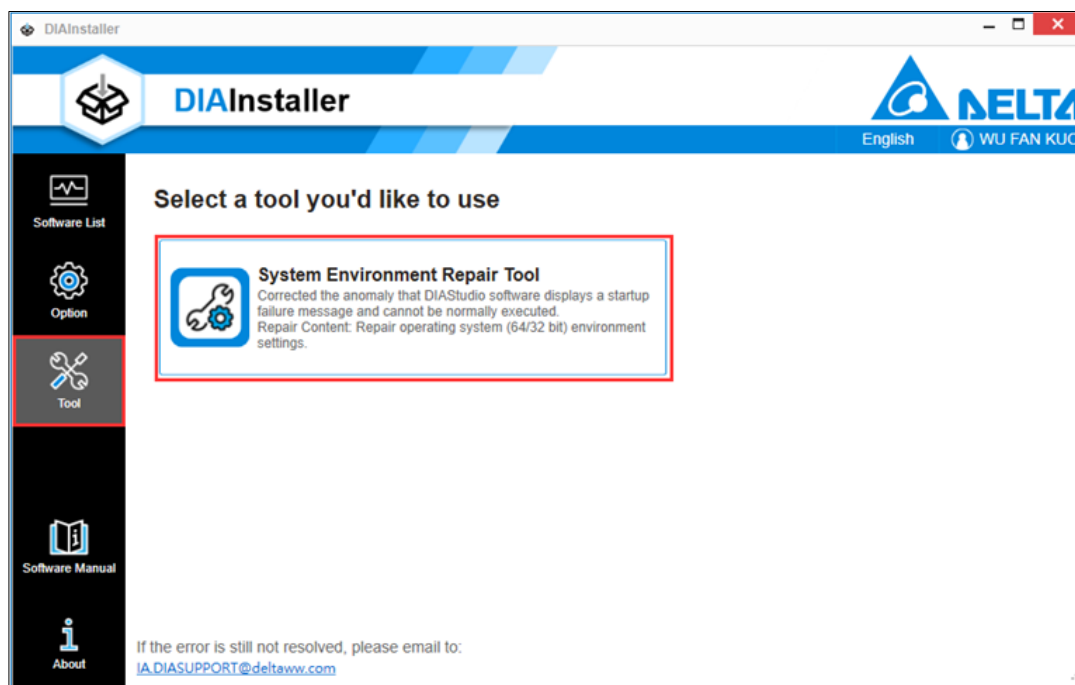 DIAInstaller
DIAInstaller
English
WU FAN KUO
Software List
Option
Tool
Software Manual
About
Select a tool you'd like to use
System Environment Repair Tool
Corrected the anomaly that DIAStudio software displays a startup
failure message and cannot be normally executed.
Repair Content: Repair operating system (64/32 bit) environment
settings.
If the error is still not resolved, please email to:
IA.DIASUPPORT@deltaww.com